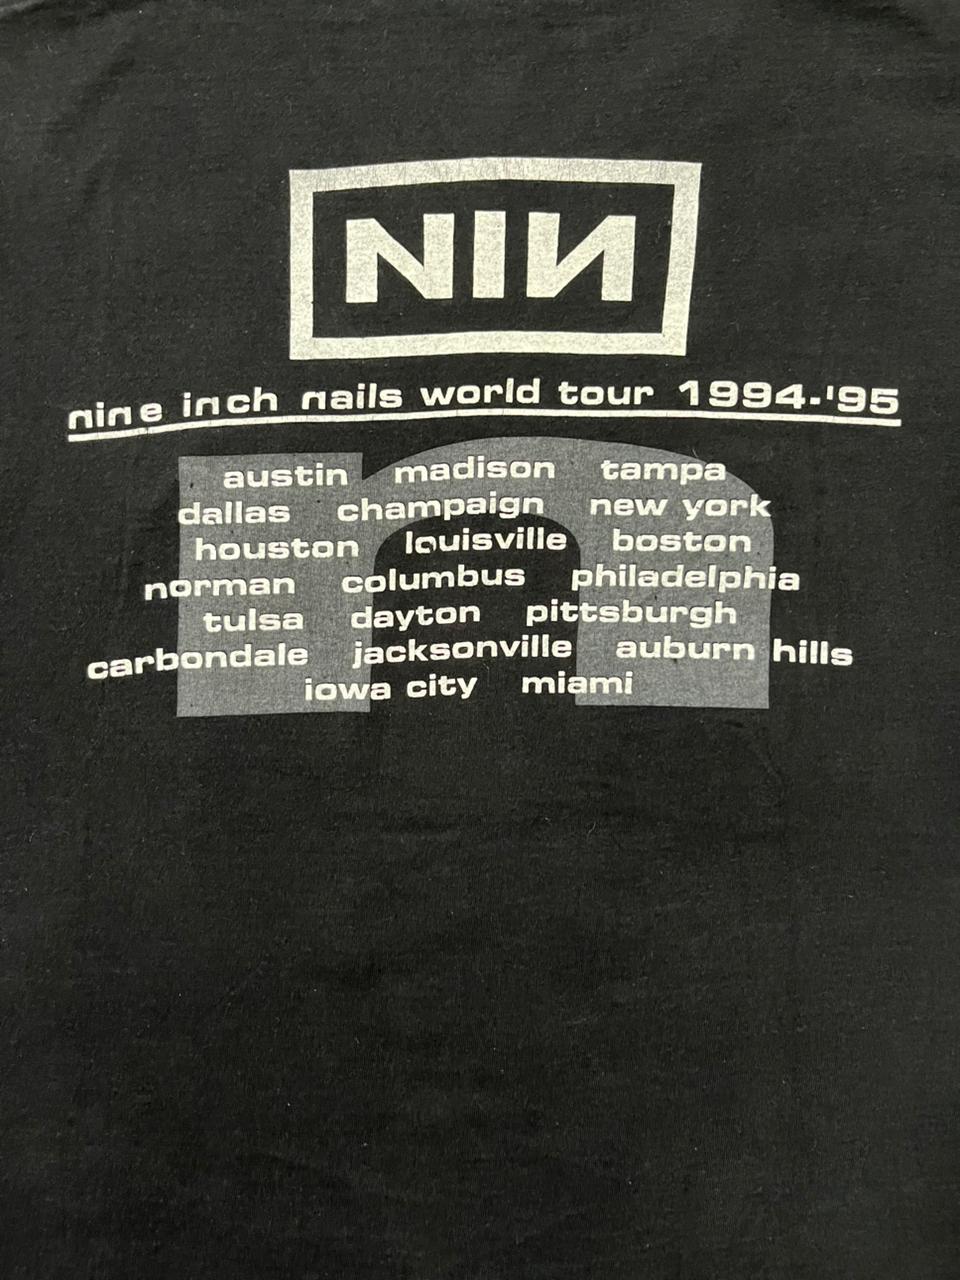 NIN
nine inch nails world tour 1994-'95
austin madison tampa
dallas champaign new york
houston louisville boston
norman columbus philadelphia
tulsa dayton pittsburgh
carbondale jacksonville auburn hills
iowa city miami
n